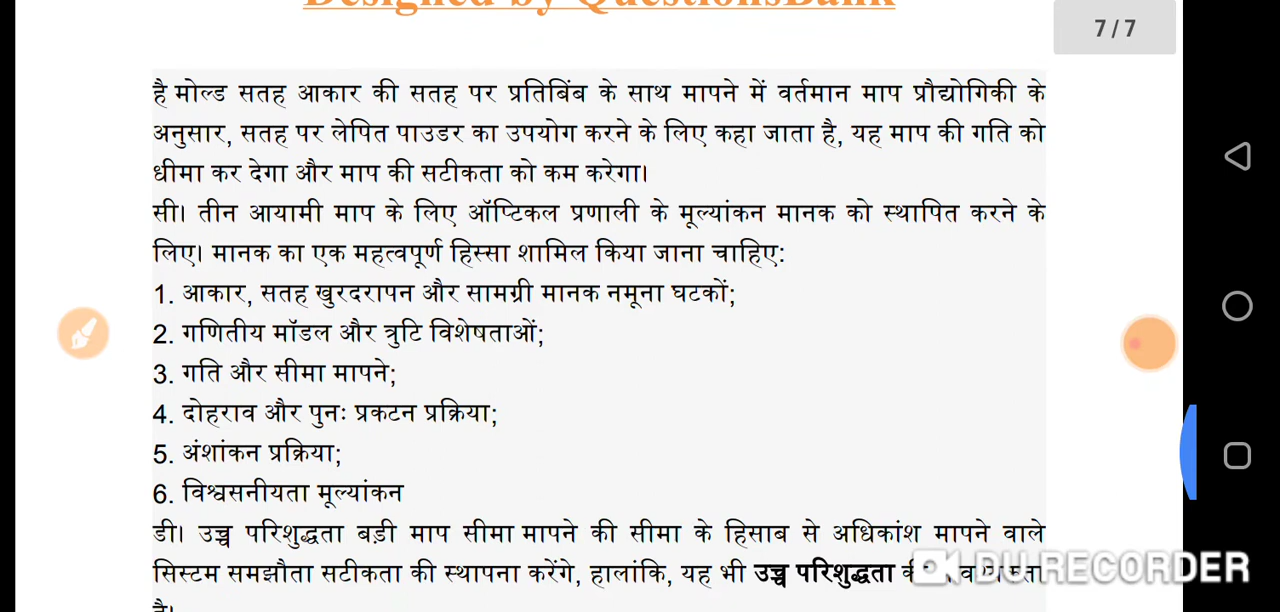 Designed by QuestionsBank
7 / 7
है मोल्ड सतह आकार की सतह पर प्रतिबिंब के साथ मापने में वर्तमान माप प्रौद्योगिकी के
अनुसार, सतह पर लेपित पाउडर का उपयोग करने के लिए कहा जाता है, यह माप की गति को
धीमा कर देगा और माप की सटीकता को कम करेगा।
सी। तीन आयामी माप के लिए ऑप्टिकल प्रणाली के मूल्यांकन मानक को स्थापित करने के
लिए। मानक का एक महत्वपूर्ण हिस्सा शामिल किया जाना चाहिए:
1. आकार, सतह खुरदरापन और सामग्री मानक नमूना घटकों;
2. गणितीय मॉडल और त्रुटि विशेषताओं;
3. गति और सीमा मापने;
4. दोहराव और पुनः प्रकटन प्रक्रिया;
5. अंशांकन प्रक्रिया;
6. विश्वसनीयता मूल्यांकन
डी। उच्च परिशुद्धता बड़ी माप सीमा मापने की सीमा के हिसाब से अधिकांश मापने वाले
सिस्टम समझौता सटीकता की स्थापना करेंगे, हालांकि, यह भी उच्च परिशुद्धता
है।
DU RECORDER